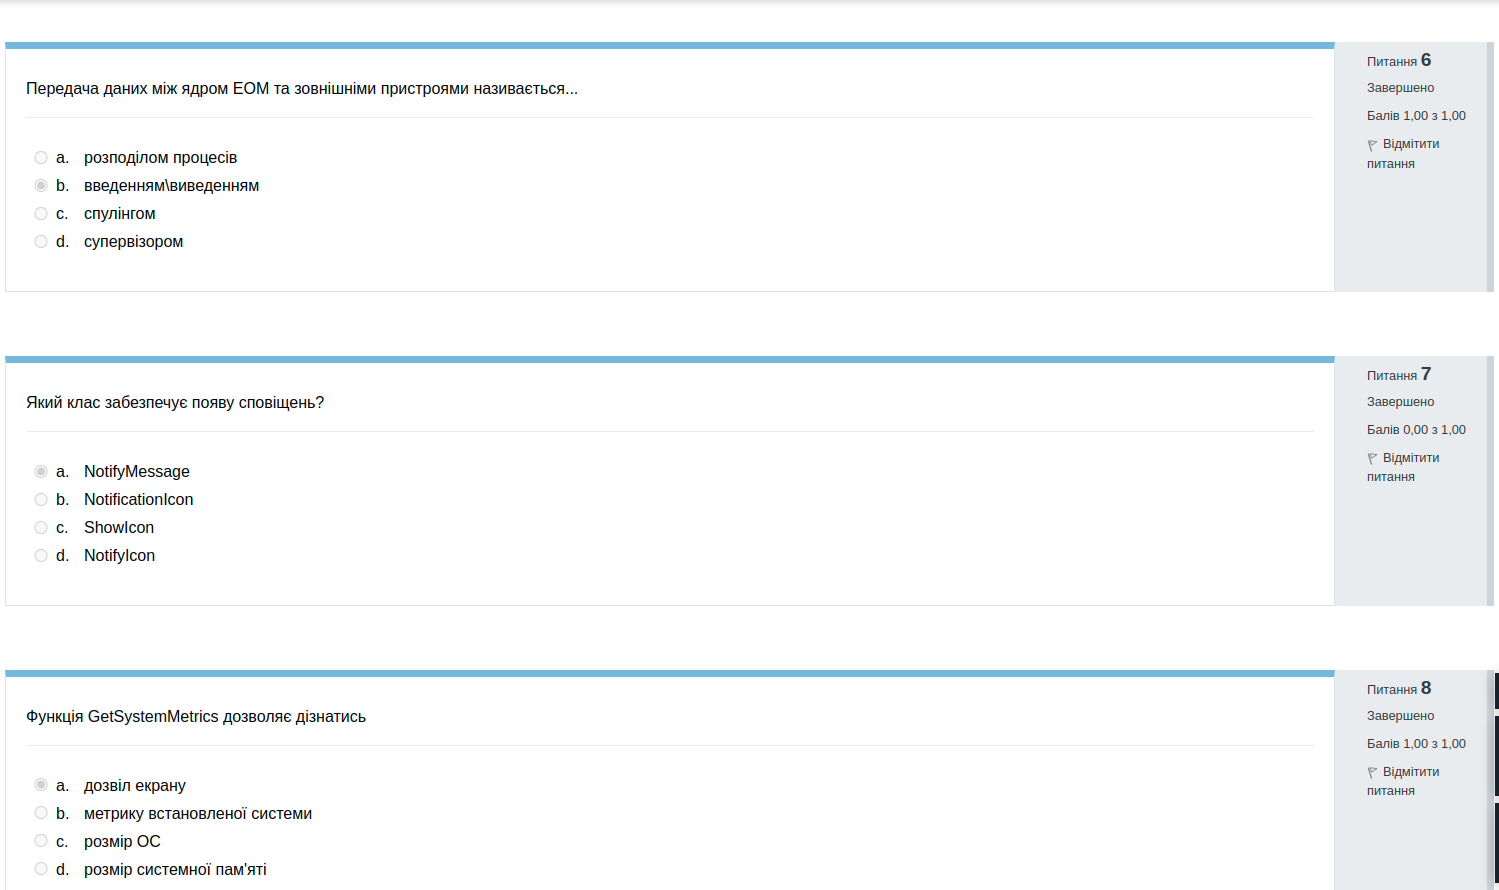 Передача даних між ядром ЕОМ та зовнішніми пристроями називається...
a. розподілом процесів
b. введенням\виведенням
c. спулінгом
d. супервізором
Питання 6
Завершено
Балів 1,00 з 1,00
Відмітити
питання
Який клас забезпечує появу сповіщень?
a. NotifyMessage
b. NotificationIcon
c. ShowIcon
d. NotifyIcon
Питання 7
Завершено
Балів 0,00 з 1,00
Відмітити
питання
Функція GetSystemMetrics дозволяє дізнатись
a. дозвіл екрану
b. метрику встановленої системи
c. розмір ОС
d. розмір системної пам'яті
Питання 8
Завершено
Балів 1,00 з 1,00
Відмітити
питання